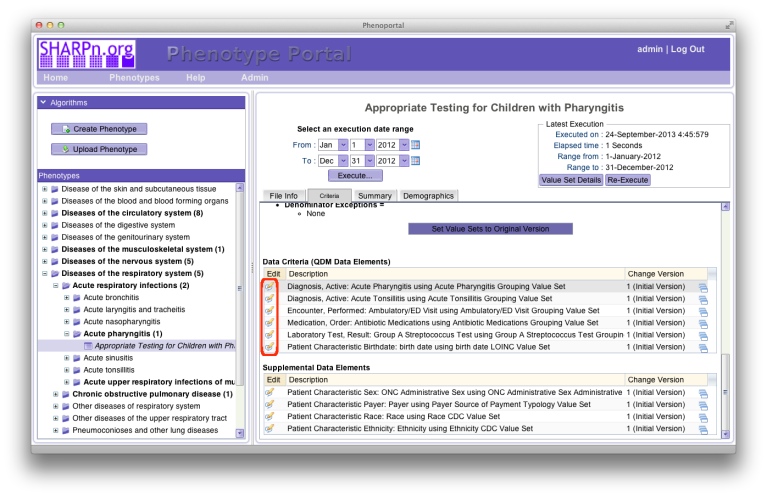 Phenoportal
SHARPn.org
Phenotype Portal
admin | Log Out
Home Phenotypes Help Admin
Algorithms
Create Phenotype
Upload Phenotype
Phenotypes
Diseases of the skin and subcutaneous tissue
Diseases of the blood and blood forming organs
Diseases of the circulatory system (8)
Diseases of the digestive system
Diseases of the genitourinary system
Diseases of the musculoskeletal system (1)
Diseases of the nervous system (5)
Diseases of the respiratory system (5)
Acute respiratory infections (2)
Acute bronchitis
Acute laryngitis and tracheitis
Acute nasopharyngitis
Acute pharyngitis (1)
Appropriate Testing for Children with Ph
Acute sinusitis
Acute tonsillitis
Acute upper respiratory infections of mu
Chronic obstructive pulmonary disease (1)
Other diseases of respiratory system
Other diseases of the upper respiratory tract
Pneumoconioses and other lung diseases
Appropriate Testing for Children with Pharyngitis
Select an execution date range
From : Jan 1 2012
To : Dec 31 2012
Execute...
Latest Execution
Executed on : 24-September-2013 4:45:579
Elapsed time : 1 Seconds
Range from : 1-January-2012
Range to : 31-December-2012
Value Set Details Re-Execute
File Info Criteria Summary Demographics
• Denominator Exceptions =
None
Set Value Sets to Original Version
Data Criteria (QDM Data Elements)
Edit Description Change Version
Diagnosis, Active: Acute Pharyngitis using Acute Pharyngitis Grouping Value Set 1 (Initial Version)
Diagnosis, Active: Acute Tonsillitis using Acute Tonsillitis Grouping Value Set 1 (Initial Version)
Encounter, Performed: Ambulatory/ED Visit using Ambulatory/ED Visit Grouping Value Set 1 (Initial Version)
Medication, Order: Antibiotic Medications using Antibiotic Medications Grouping Value Set 1 (Initial Version)
Laboratory Test, Result: Group A Streptococcus Test using Group A Streptococcus Test Groupin 1 (Initial Version)
Patient Characteristic Birthdate: birth date using birth date LOINC Value Set 1 (Initial Version)
Supplemental Data Elements
Edit Description Change Version
Patient Characteristic Sex: ONC Administrative Sex using ONC Administrative Sex Administrative 1 (Initial Version)
Patient Characteristic Payer: Payer using Payer Source of Payment Typology Value Set 1 (Initial Version)
Patient Characteristic Race: Race using Race CDC Value Set 1 (Initial Version)
Patient Characteristic Ethnicity: Ethnicity using Ethnicity CDC Value Set 1 (Initial Version)